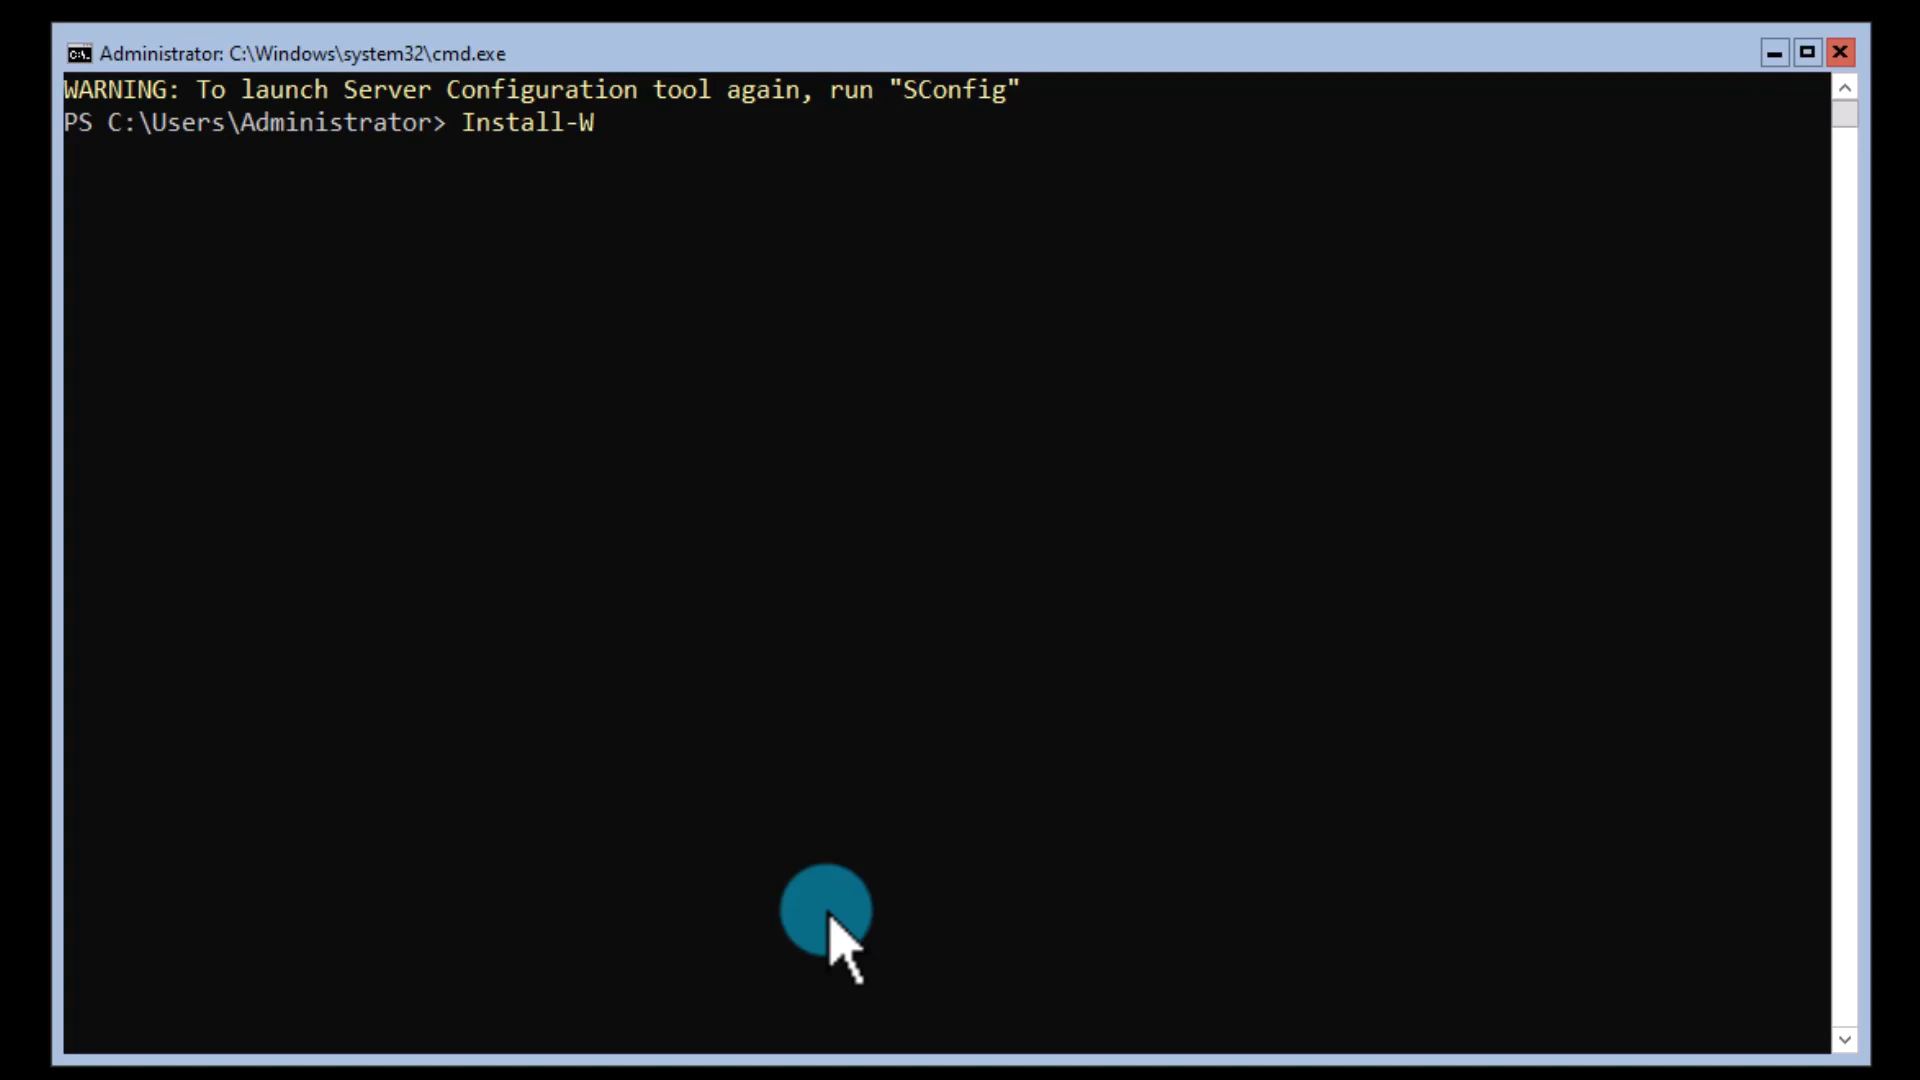 Administrator: C:\Windows\system32\cmd.exe
WARNING: To launch Server Configuration tool again, run "SConfig"
PS C:\Users\Administrator> Install-W